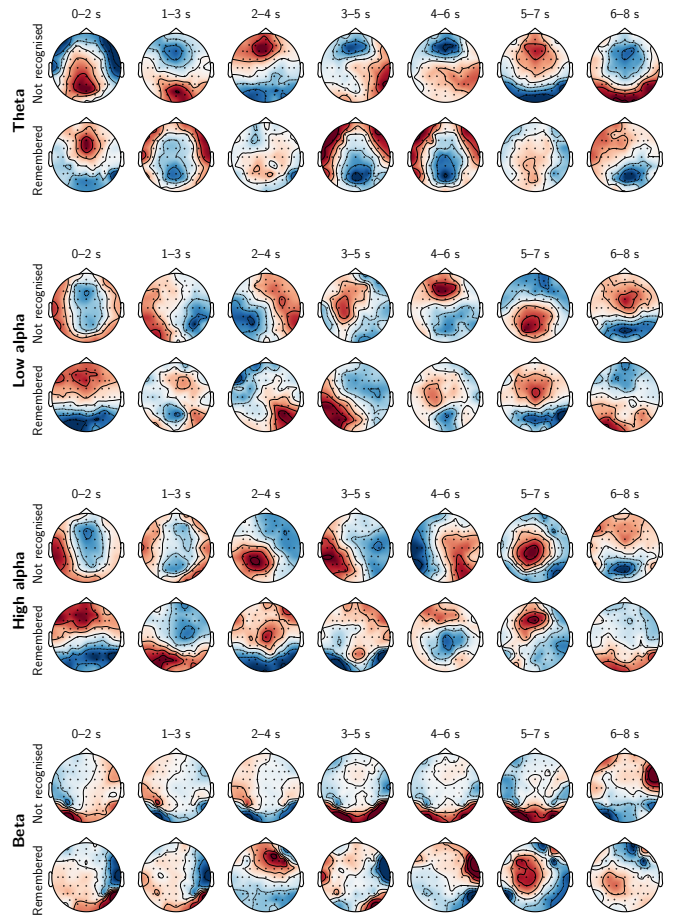 0–2 s 1–3 s 2–4 s 3–5 s 4–6 s 5–7 s 6–8 s
Theta
Not recognised
Remembered
0–2 s 1–3 s 2–4 s 3–5 s 4–6 s 5–7 s 6–8 s
Low alpha
Not recognised
Remembered
0–2 s 1–3 s 2–4 s 3–5 s 4–6 s 5–7 s 6–8 s
High alpha
Not recognised
Remembered
0–2 s 1–3 s 2–4 s 3–5 s 4–6 s 5–7 s 6–8 s
Beta
Not recognised
Remembered